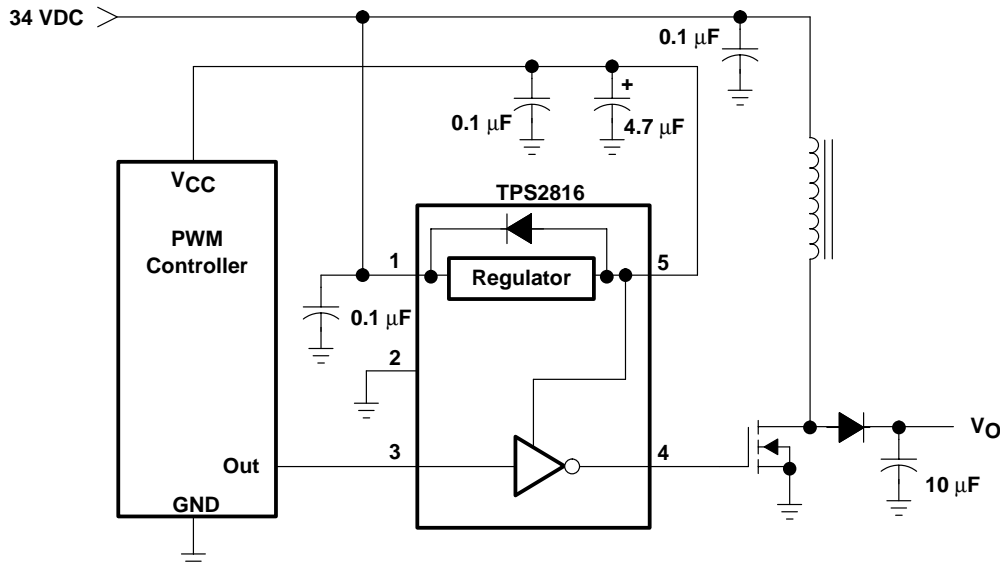 34 VDC
0.1 μF
0.1 μF
+
4.7 μF
VCC
PWM
Controller
TPS2816
1
Regulator
5
0.1 μF
2
Out
3
4
VO
10 μF
GND